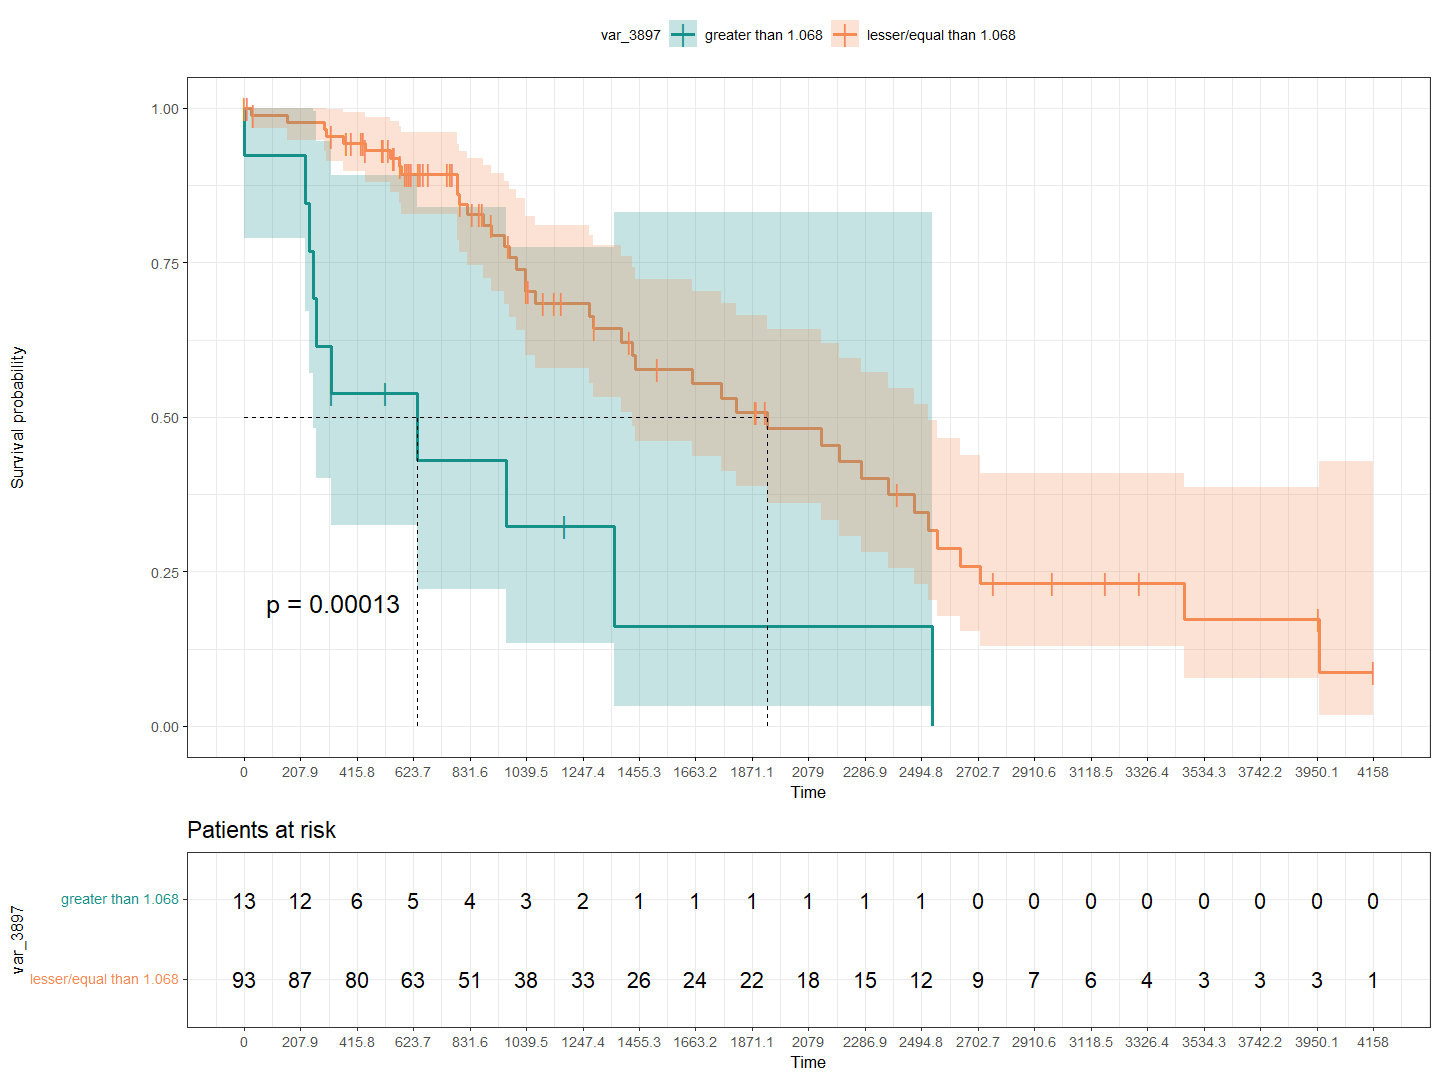 var_3897 greater than 1.068 lesser/equal than 1.068
Survival probability
1.00
0.75
0.50
0.25
0.00
p = 0.00013
0 207.9 415.8 623.7 831.6 1039.5 1247.4 1455.3 1663.2 1871.1 2079 2286.9 2494.8 2702.7 2910.6 3118.5 3326.4 3534.3 3742.2 3950.1 4158
Time
Patients at risk
var_3897
greater than 1.068 13 12 6 5 4 3 2 1 1 1 1 1 1 0 0 0 0 0 0 0 0
lesser/equal than 1.068 93 87 80 63 51 38 33 26 24 22 18 15 12 9 7 6 4 3 3 3 1
0 207.9 415.8 623.7 831.6 1039.5 1247.4 1455.3 1663.2 1871.1 2079 2286.9 2494.8 2702.7 2910.6 3118.5 3326.4 3534.3 3742.2 3950.1 4158
Time